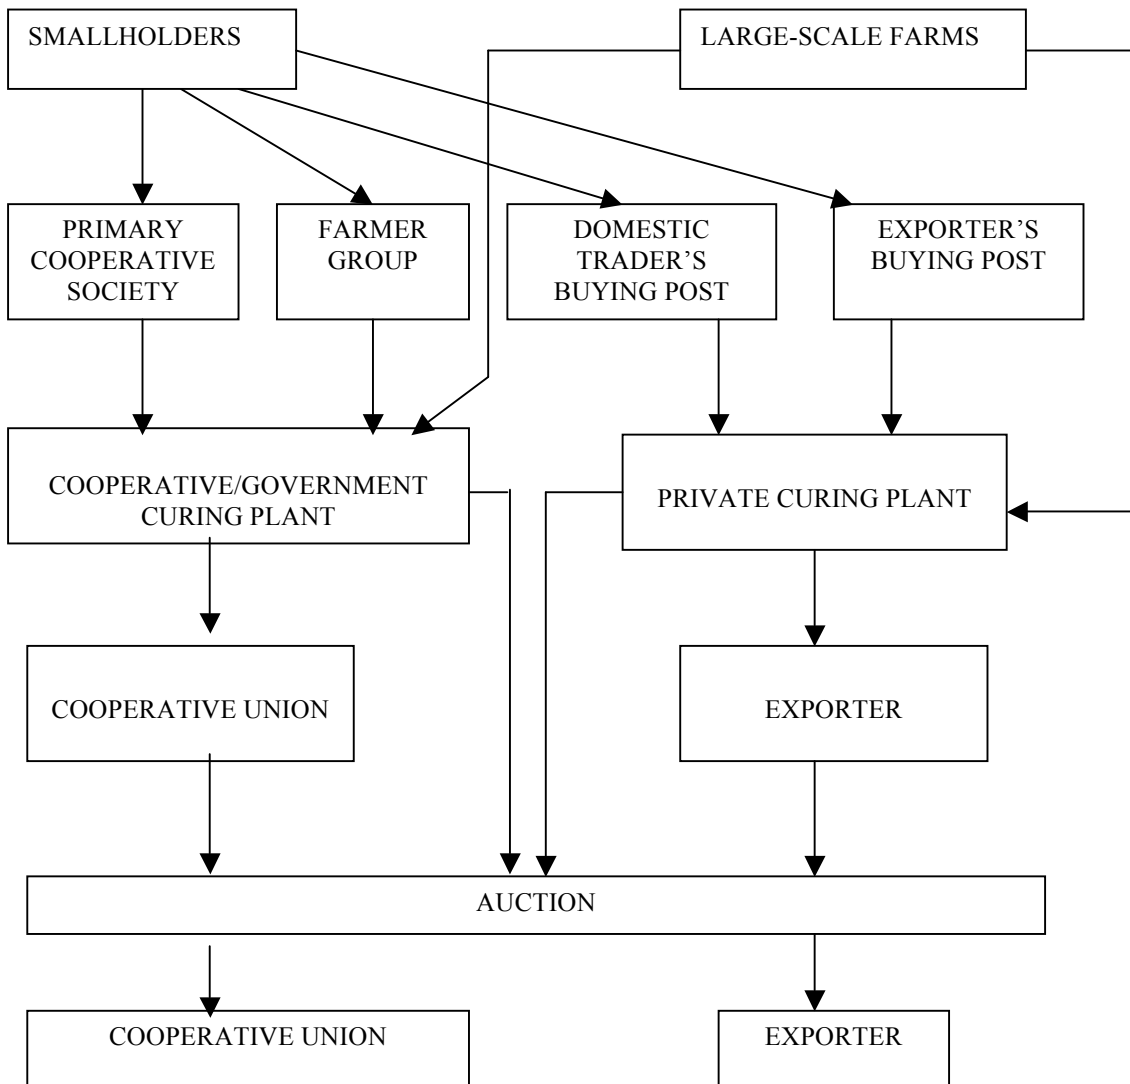 SMALLHOLDERS
LARGE-SCALE FARMS
PRIMARY
COOPERATIVE
SOCIETY
FARMER
GROUP
DOMESTIC
TRADER’S
BUYING POST
EXPORTER’S
BUYING POST
COOPERATIVE/GOVERNMENT
CURING PLANT
PRIVATE CURING PLANT
COOPERATIVE UNION
EXPORTER
AUCTION
COOPERATIVE UNION
EXPORTER